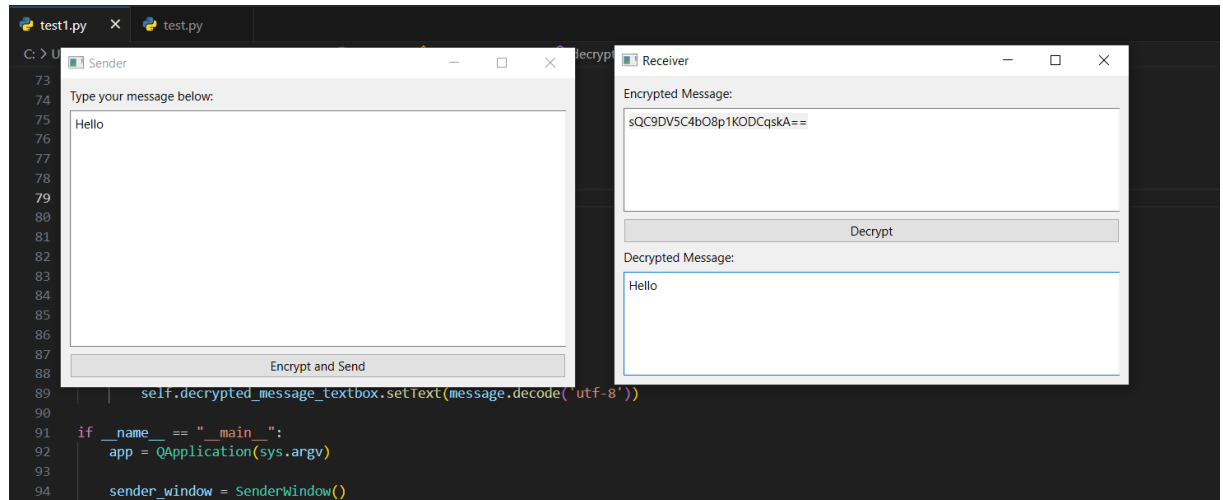 test1.py
test.py
C: > U
decrypt
Sender
Type your message below:
Hello
Encrypt and Send
Receiver
Encrypted Message:
sQC9DV5C4bO8p1KODCqskA==
Decrypt
Decrypted Message:
Hello
73
74
75
76
77
78
79
80
81
82
83
84
85
86
87
88
89 self.decrypted_message_textbox.setText(message.decode('utf-8'))
90
91 if __name__ == "__main__":
92 app = QApplication(sys.argv)
93
94 sender_window = SenderWindow()